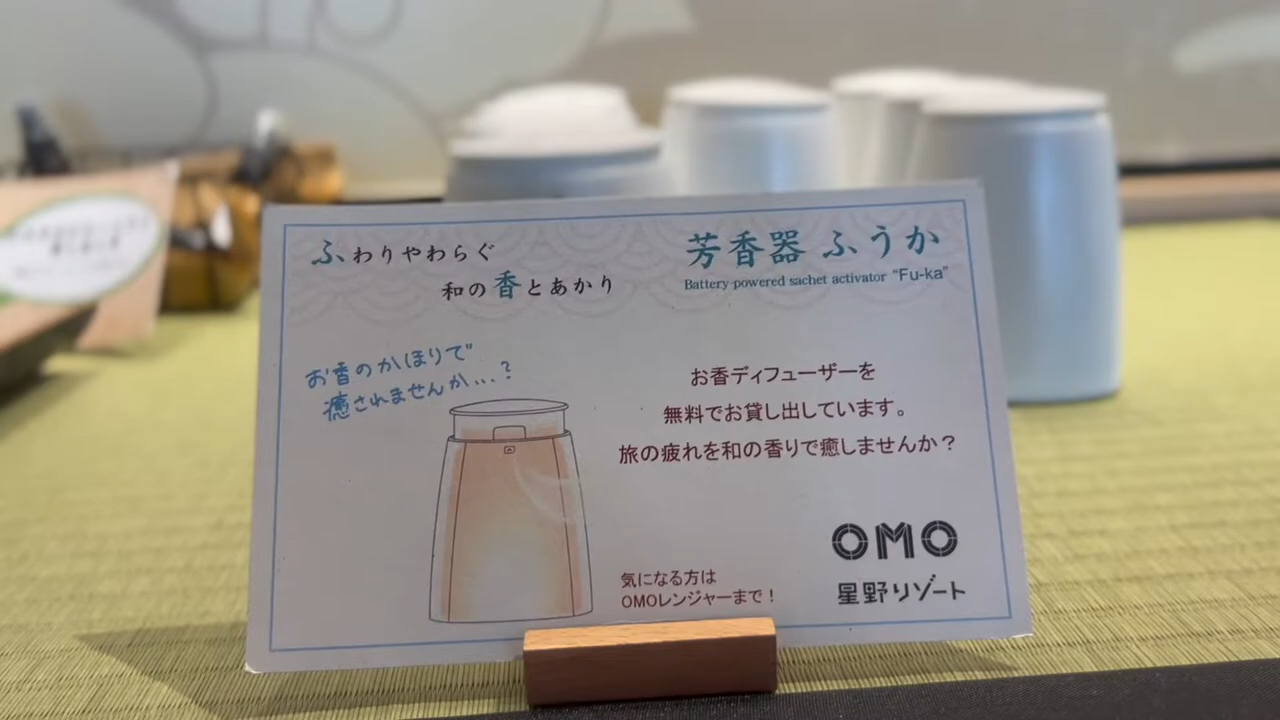 ふわりやわらぐ
和の香とあかり
芳香器 ふうか
Battery-powered sachet activator "Fu-ka"
お香のかほりで
癒されませんか…?
お香ディフューザーを
無料でお貸し出しています。
旅の疲れを和の香りで癒しませんか？
気になる方は
OMOレンジャーまで！
OMO
星野リゾート